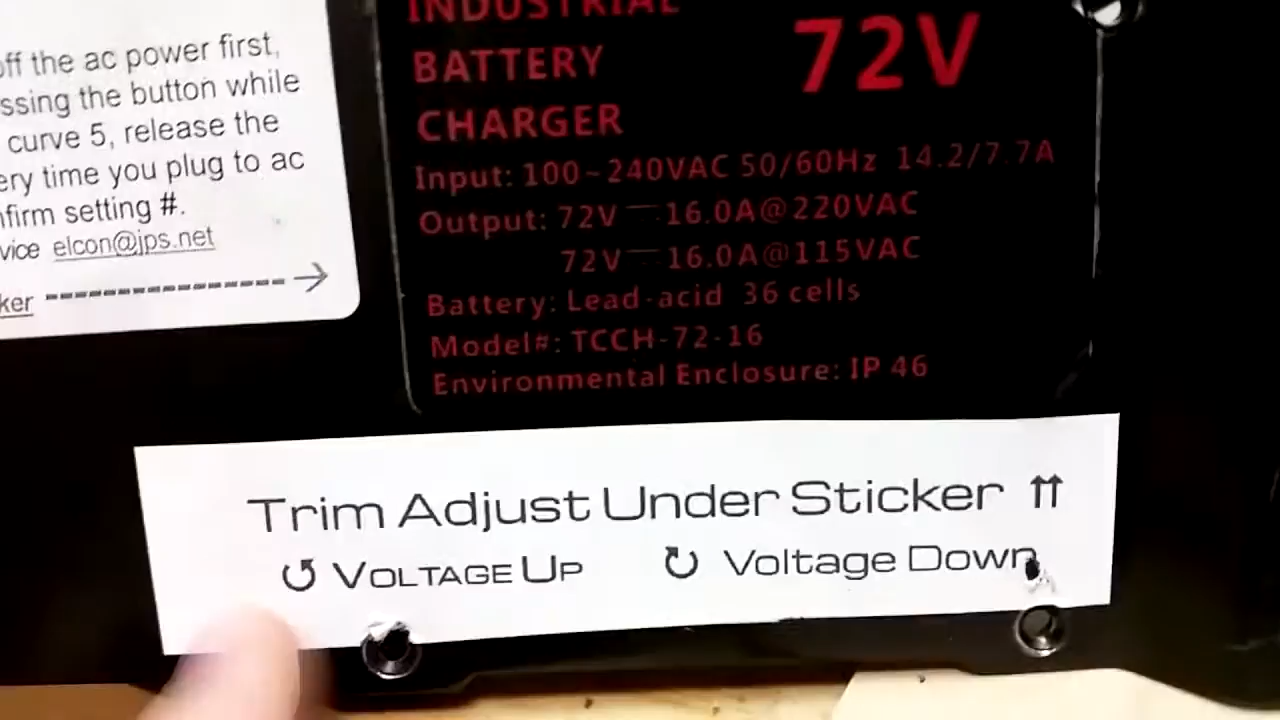 off the ac power first,
ssing the button while
curve 5, release the
ery time you plug to ac
nfirm setting #.
vice elcon@jps.net
ker ------------------→
INDUSTRIAL
BATTERY
CHARGER
72V
Input: 100~240VAC 50/60Hz 14.2/7.7A
Output: 72V 16.0A@220VAC
72V 16.0A@115VAC
Battery: Lead-acid 36 cells
Model#: TCCH-72-16
Environmental Enclosure: IP 46
Trim Adjust Under Sticker ⇈
↺ VOLTAGE UP ↻ Voltage Down